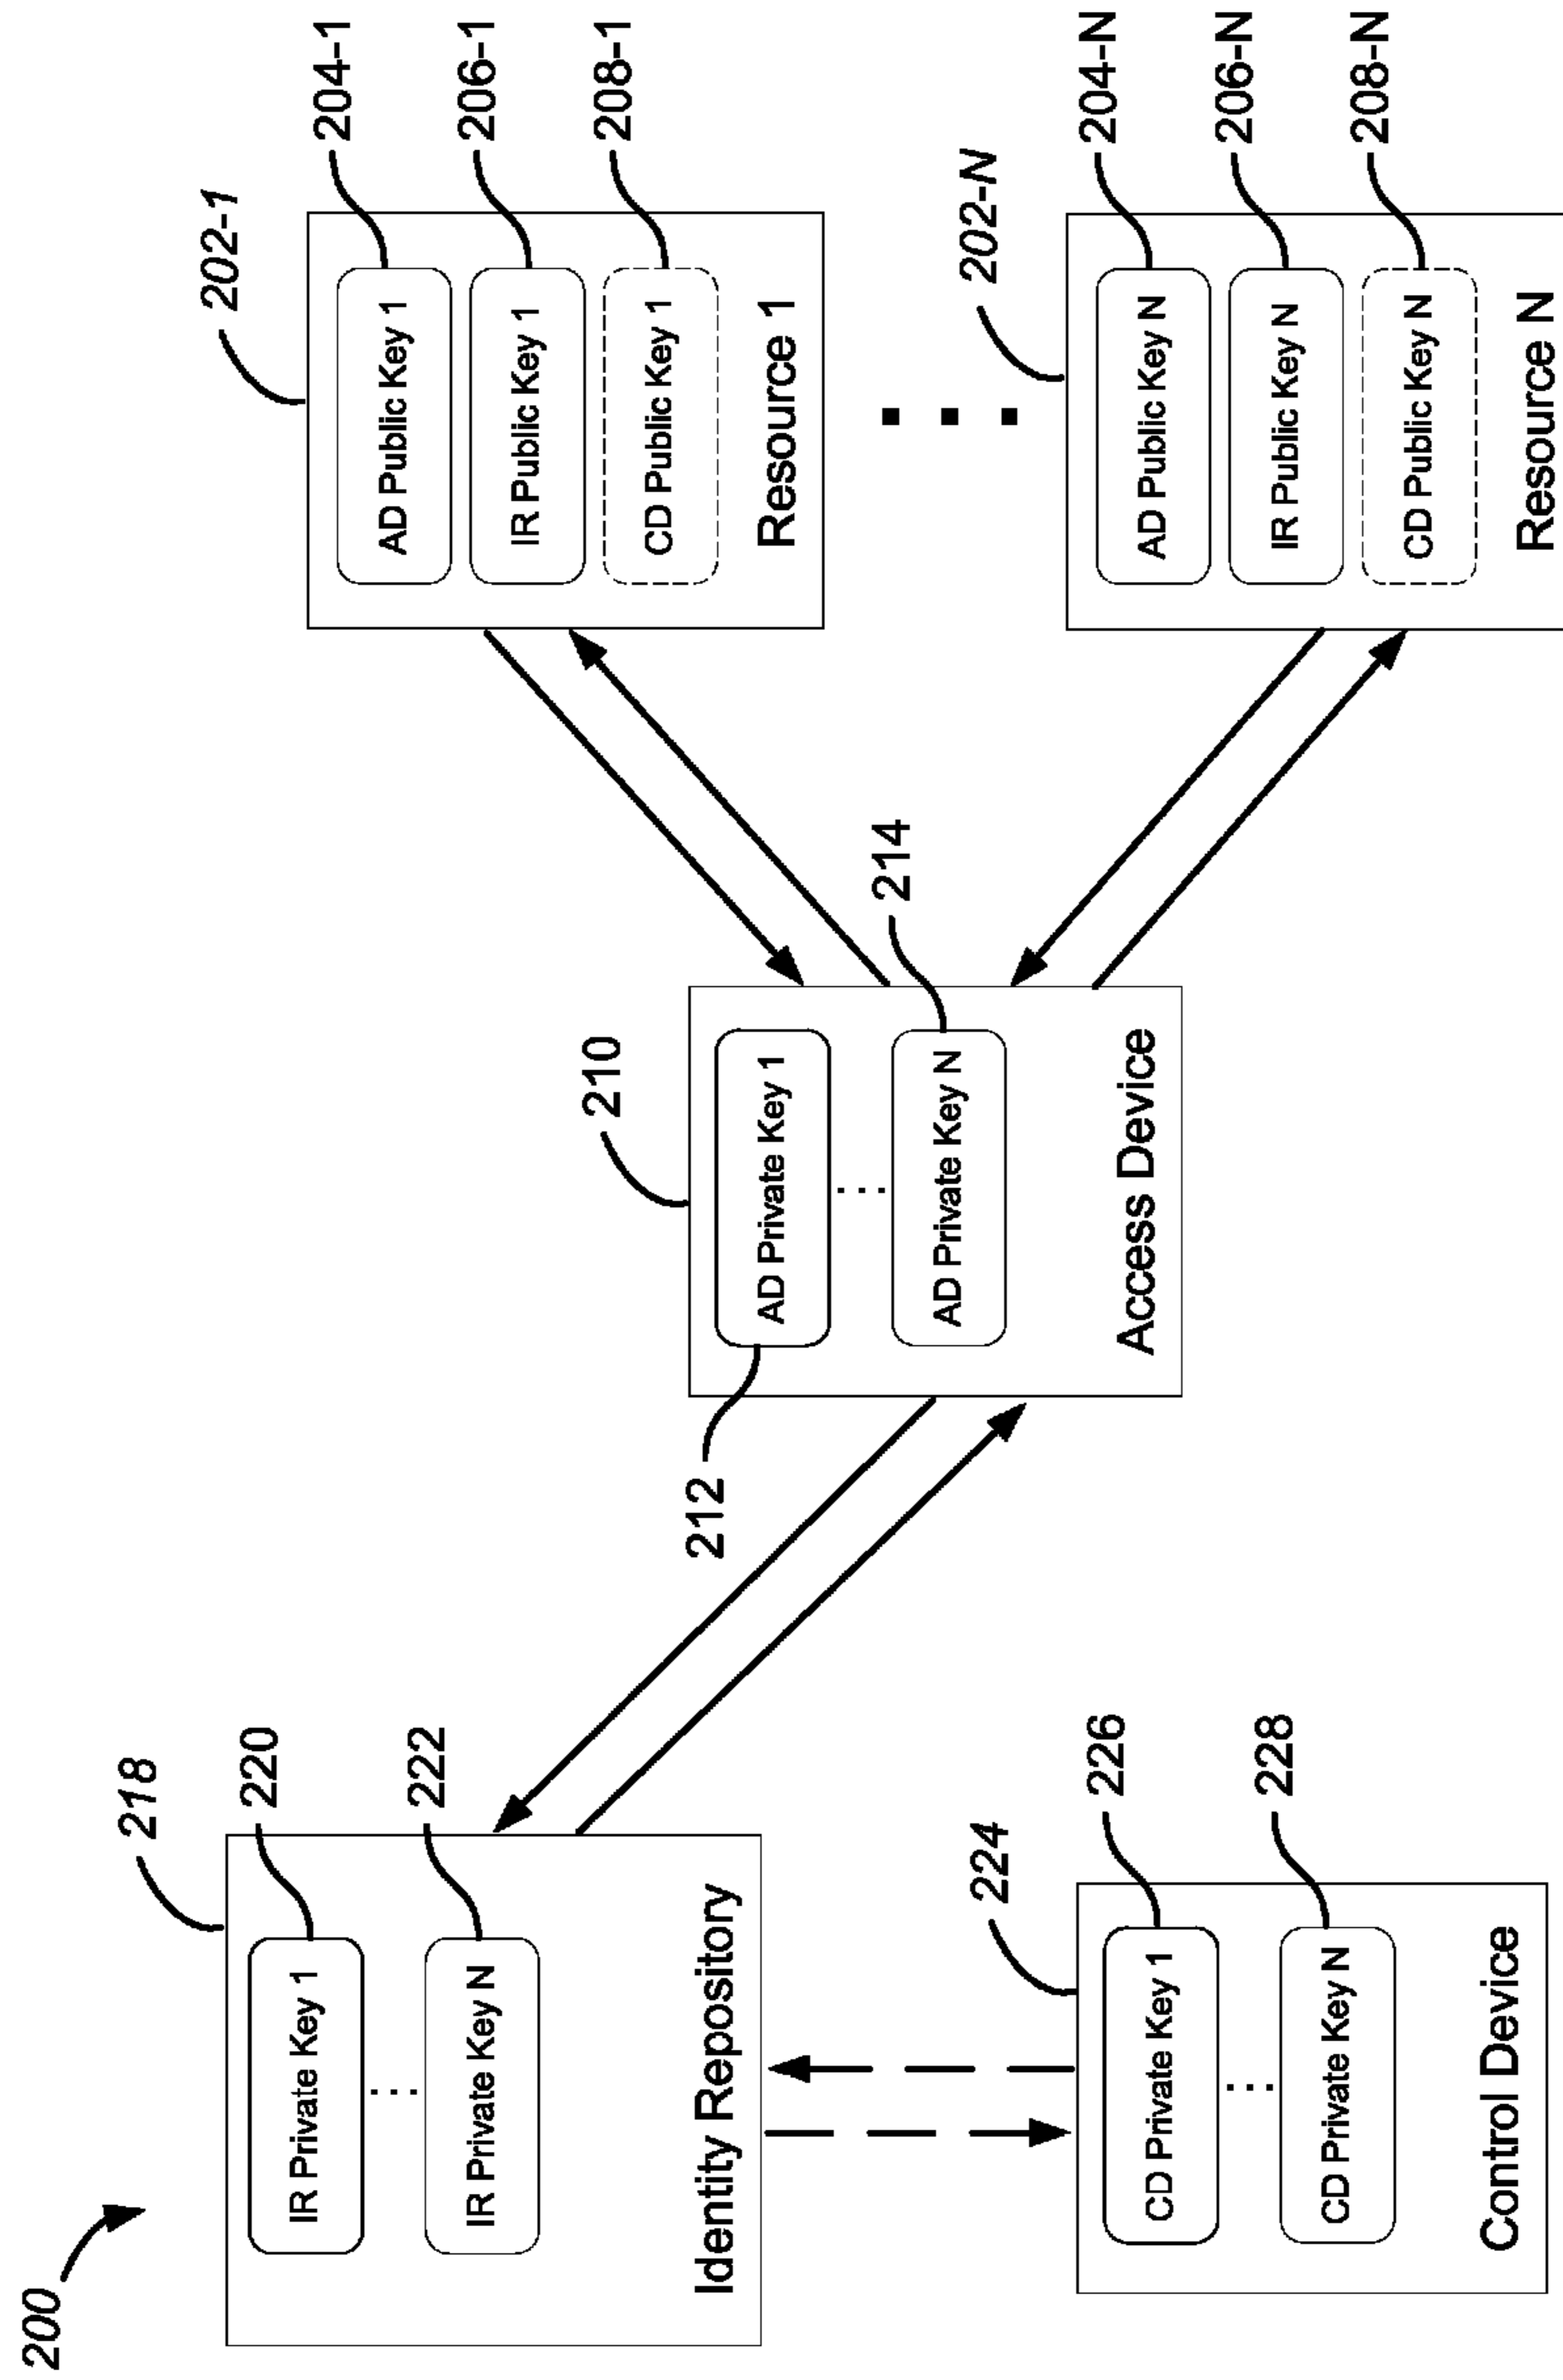 200
218
IR Private Key 1
220
. . .
IR Private Key N
222
Identity Repository
224
CD Private Key 1
226
. . .
CD Private Key N
228
Control Device
210
AD Private Key 1
212
. . .
AD Private Key N
214
Access Device
202-1
AD Public Key 1
204-1
IR Public Key 1
206-1
CD Public Key 1
208-1
Resource 1
202-N
AD Public Key N
204-N
IR Public Key N
206-N
CD Public Key N
208-N
Resource N